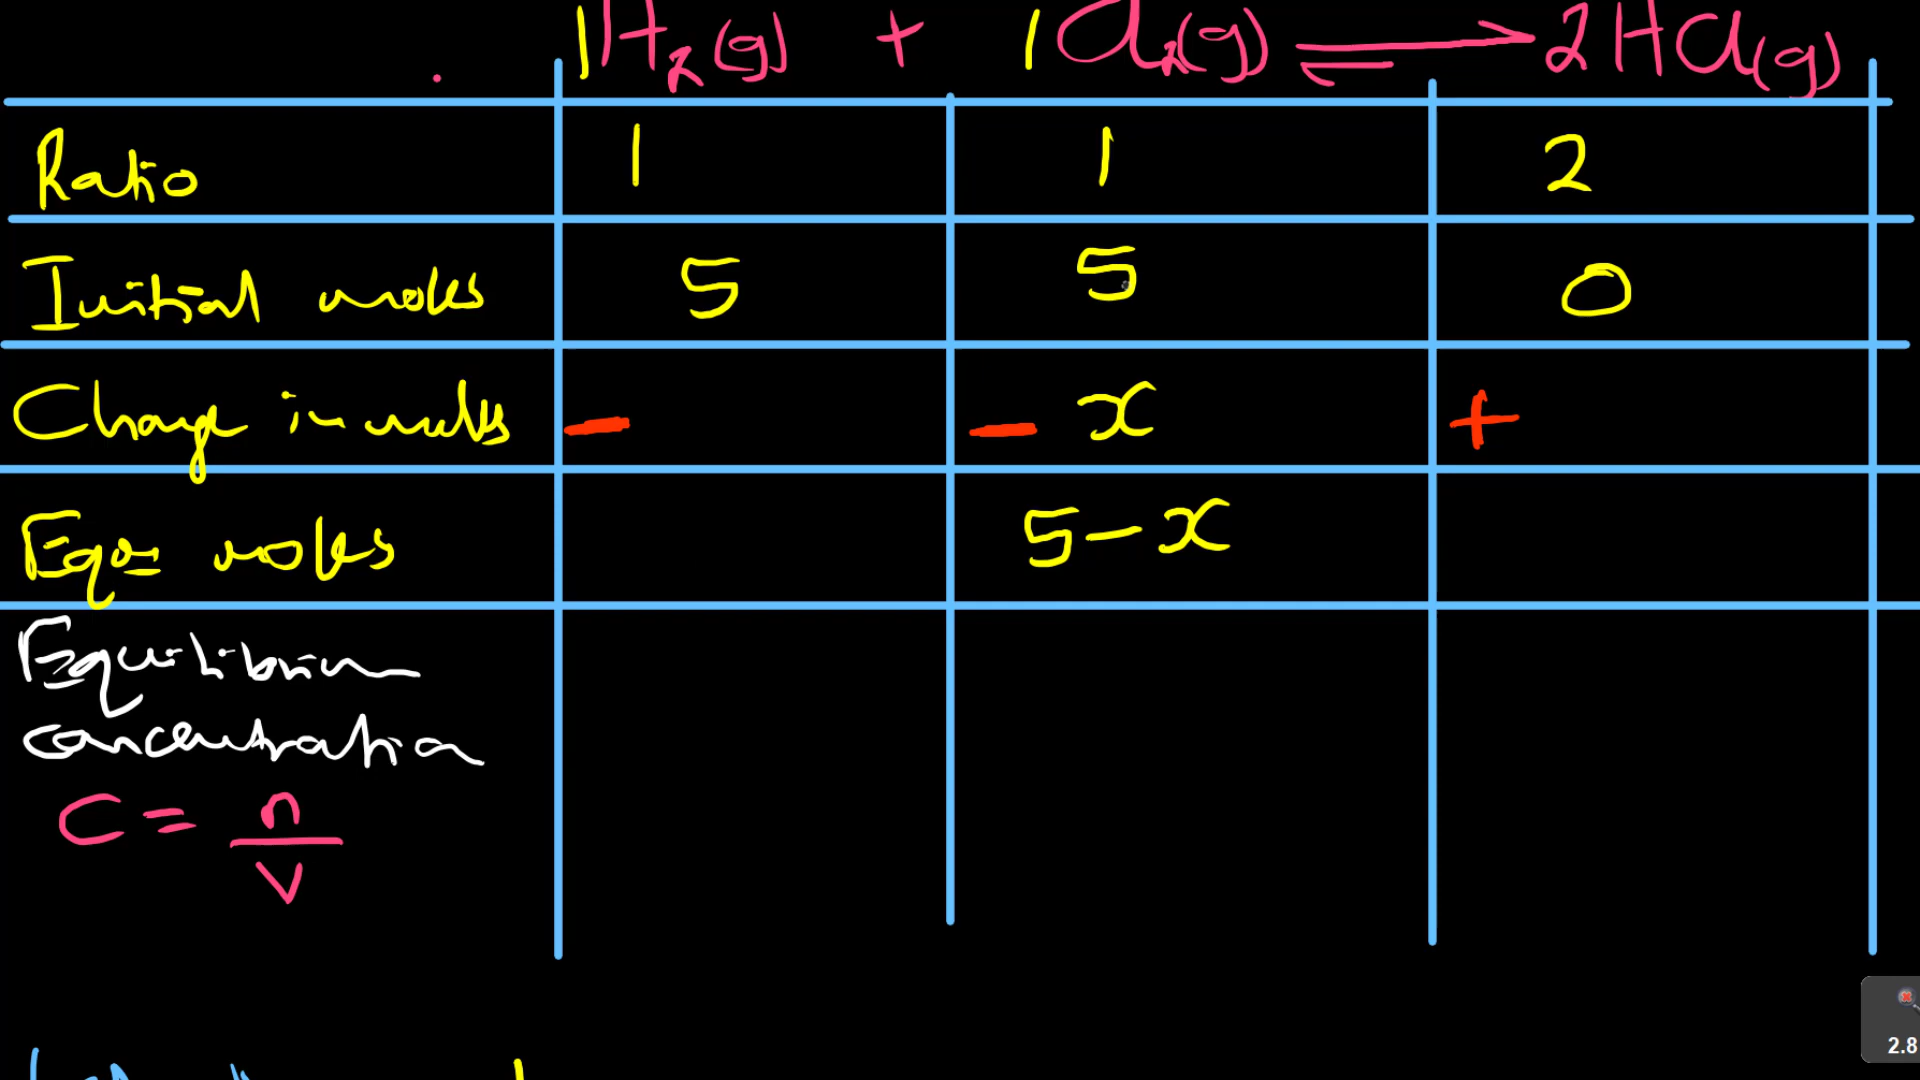 1H₂(g) + 1Cl₂(g) ⇌ 2HCl(g)
Ratio 1 1 2
Initial moles 5 5 0
Change in moles − − x +
Eqm moles 5 − x
Equilibrium
concentration
C = n
V
2.8